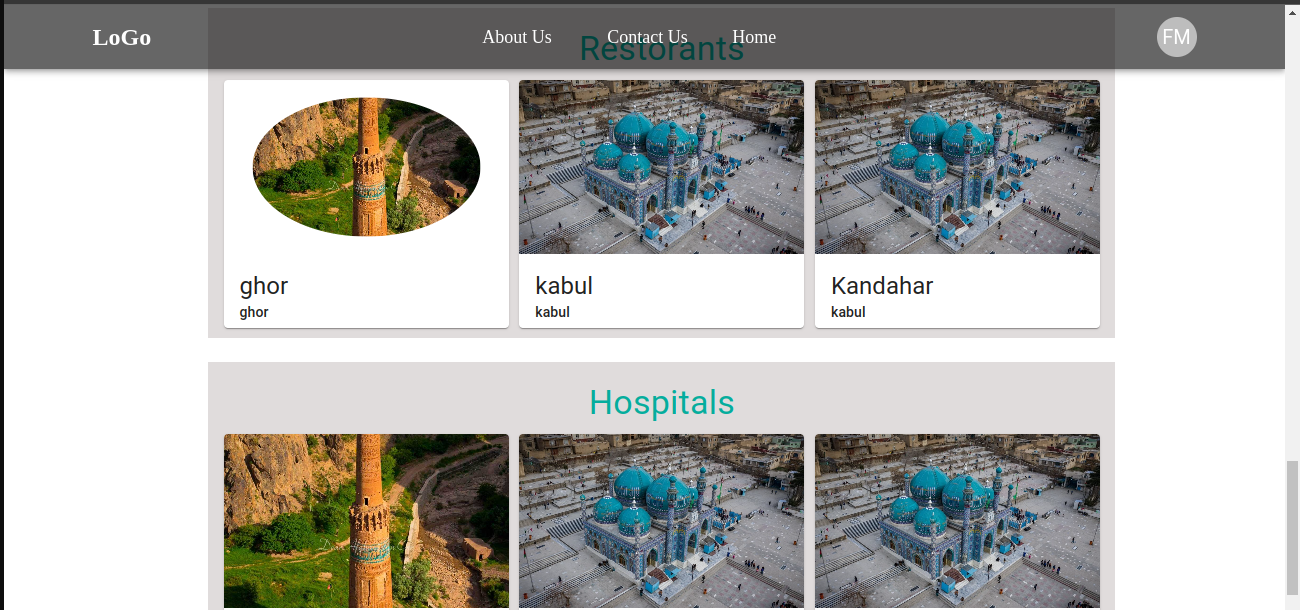 LoGo
About Us
Contact Us
Home
FM
Restorants
ghor
ghor
kabul
kabul
Kandahar
kabul
Hospitals